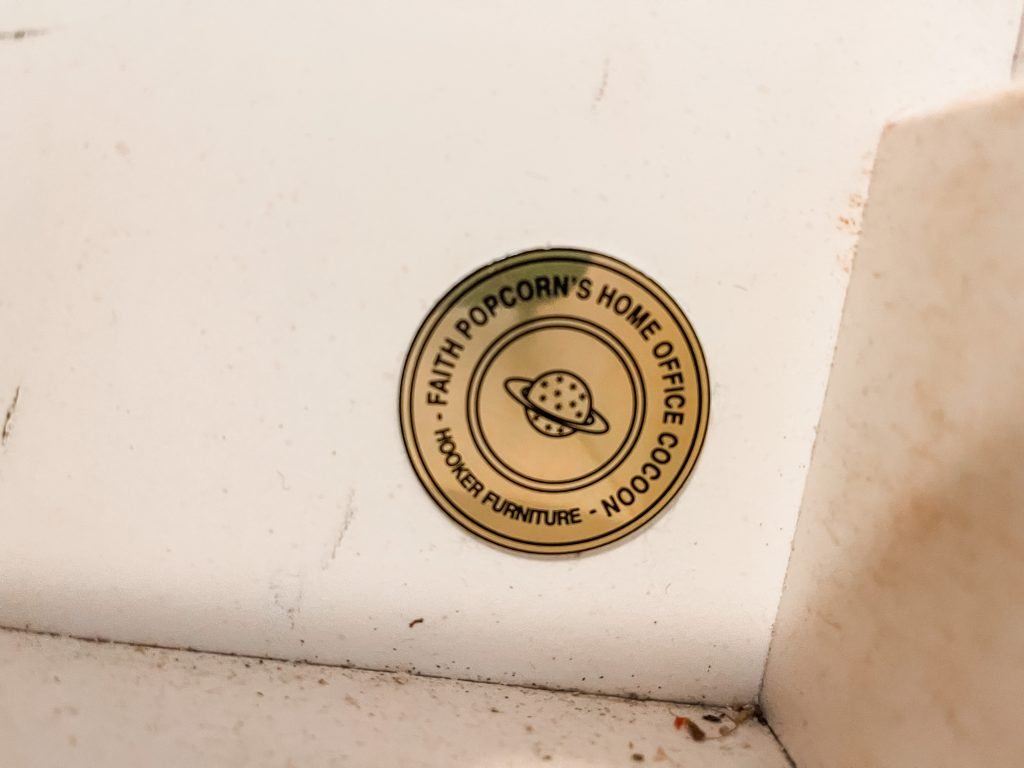 - FAITH POPCORN'S HOME OFFICE COCOON -
HOOKER FURNITURE